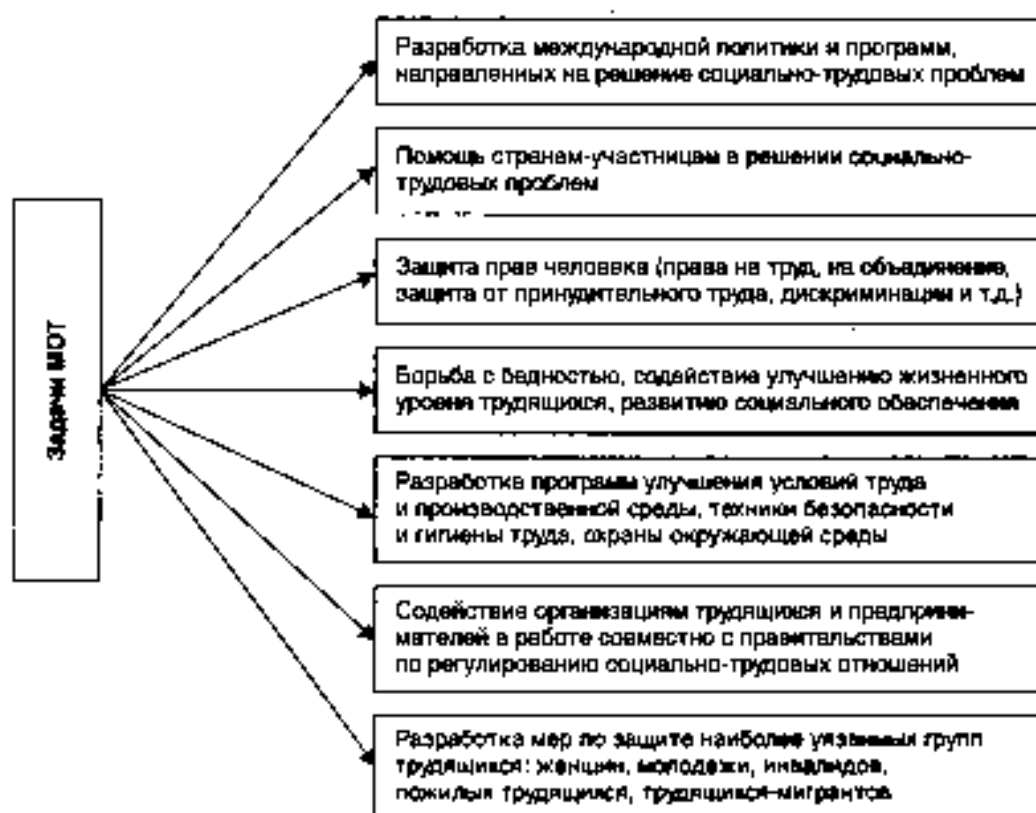 Задачи МОТ
Разработка международной политики и программ,
направленных на решение социально-трудовых проблем
Помощь странам-участницам в решении социально-
трудовых проблем
Защита прав человека (права на труд, на объединение,
защита от принудительного труда, дискриминации и т.д.)
Борьба с бедностью, содействие улучшению жизненного
уровня трудящихся, развитию социального обеспечения
Разработка программ улучшения условий труда
и производственной среды, техники безопасности
и гигиены труда, охраны окружающей среды
Содействие организациям трудящихся и предприни-
мателей в работе совместно с правительствами
по регулированию социально-трудовых отношений
Разработка мер по защите наиболее уязвимых групп
трудящихся: женщин, молодежи, инвалидов,
пожилых трудящихся, трудящихся-мигрантов